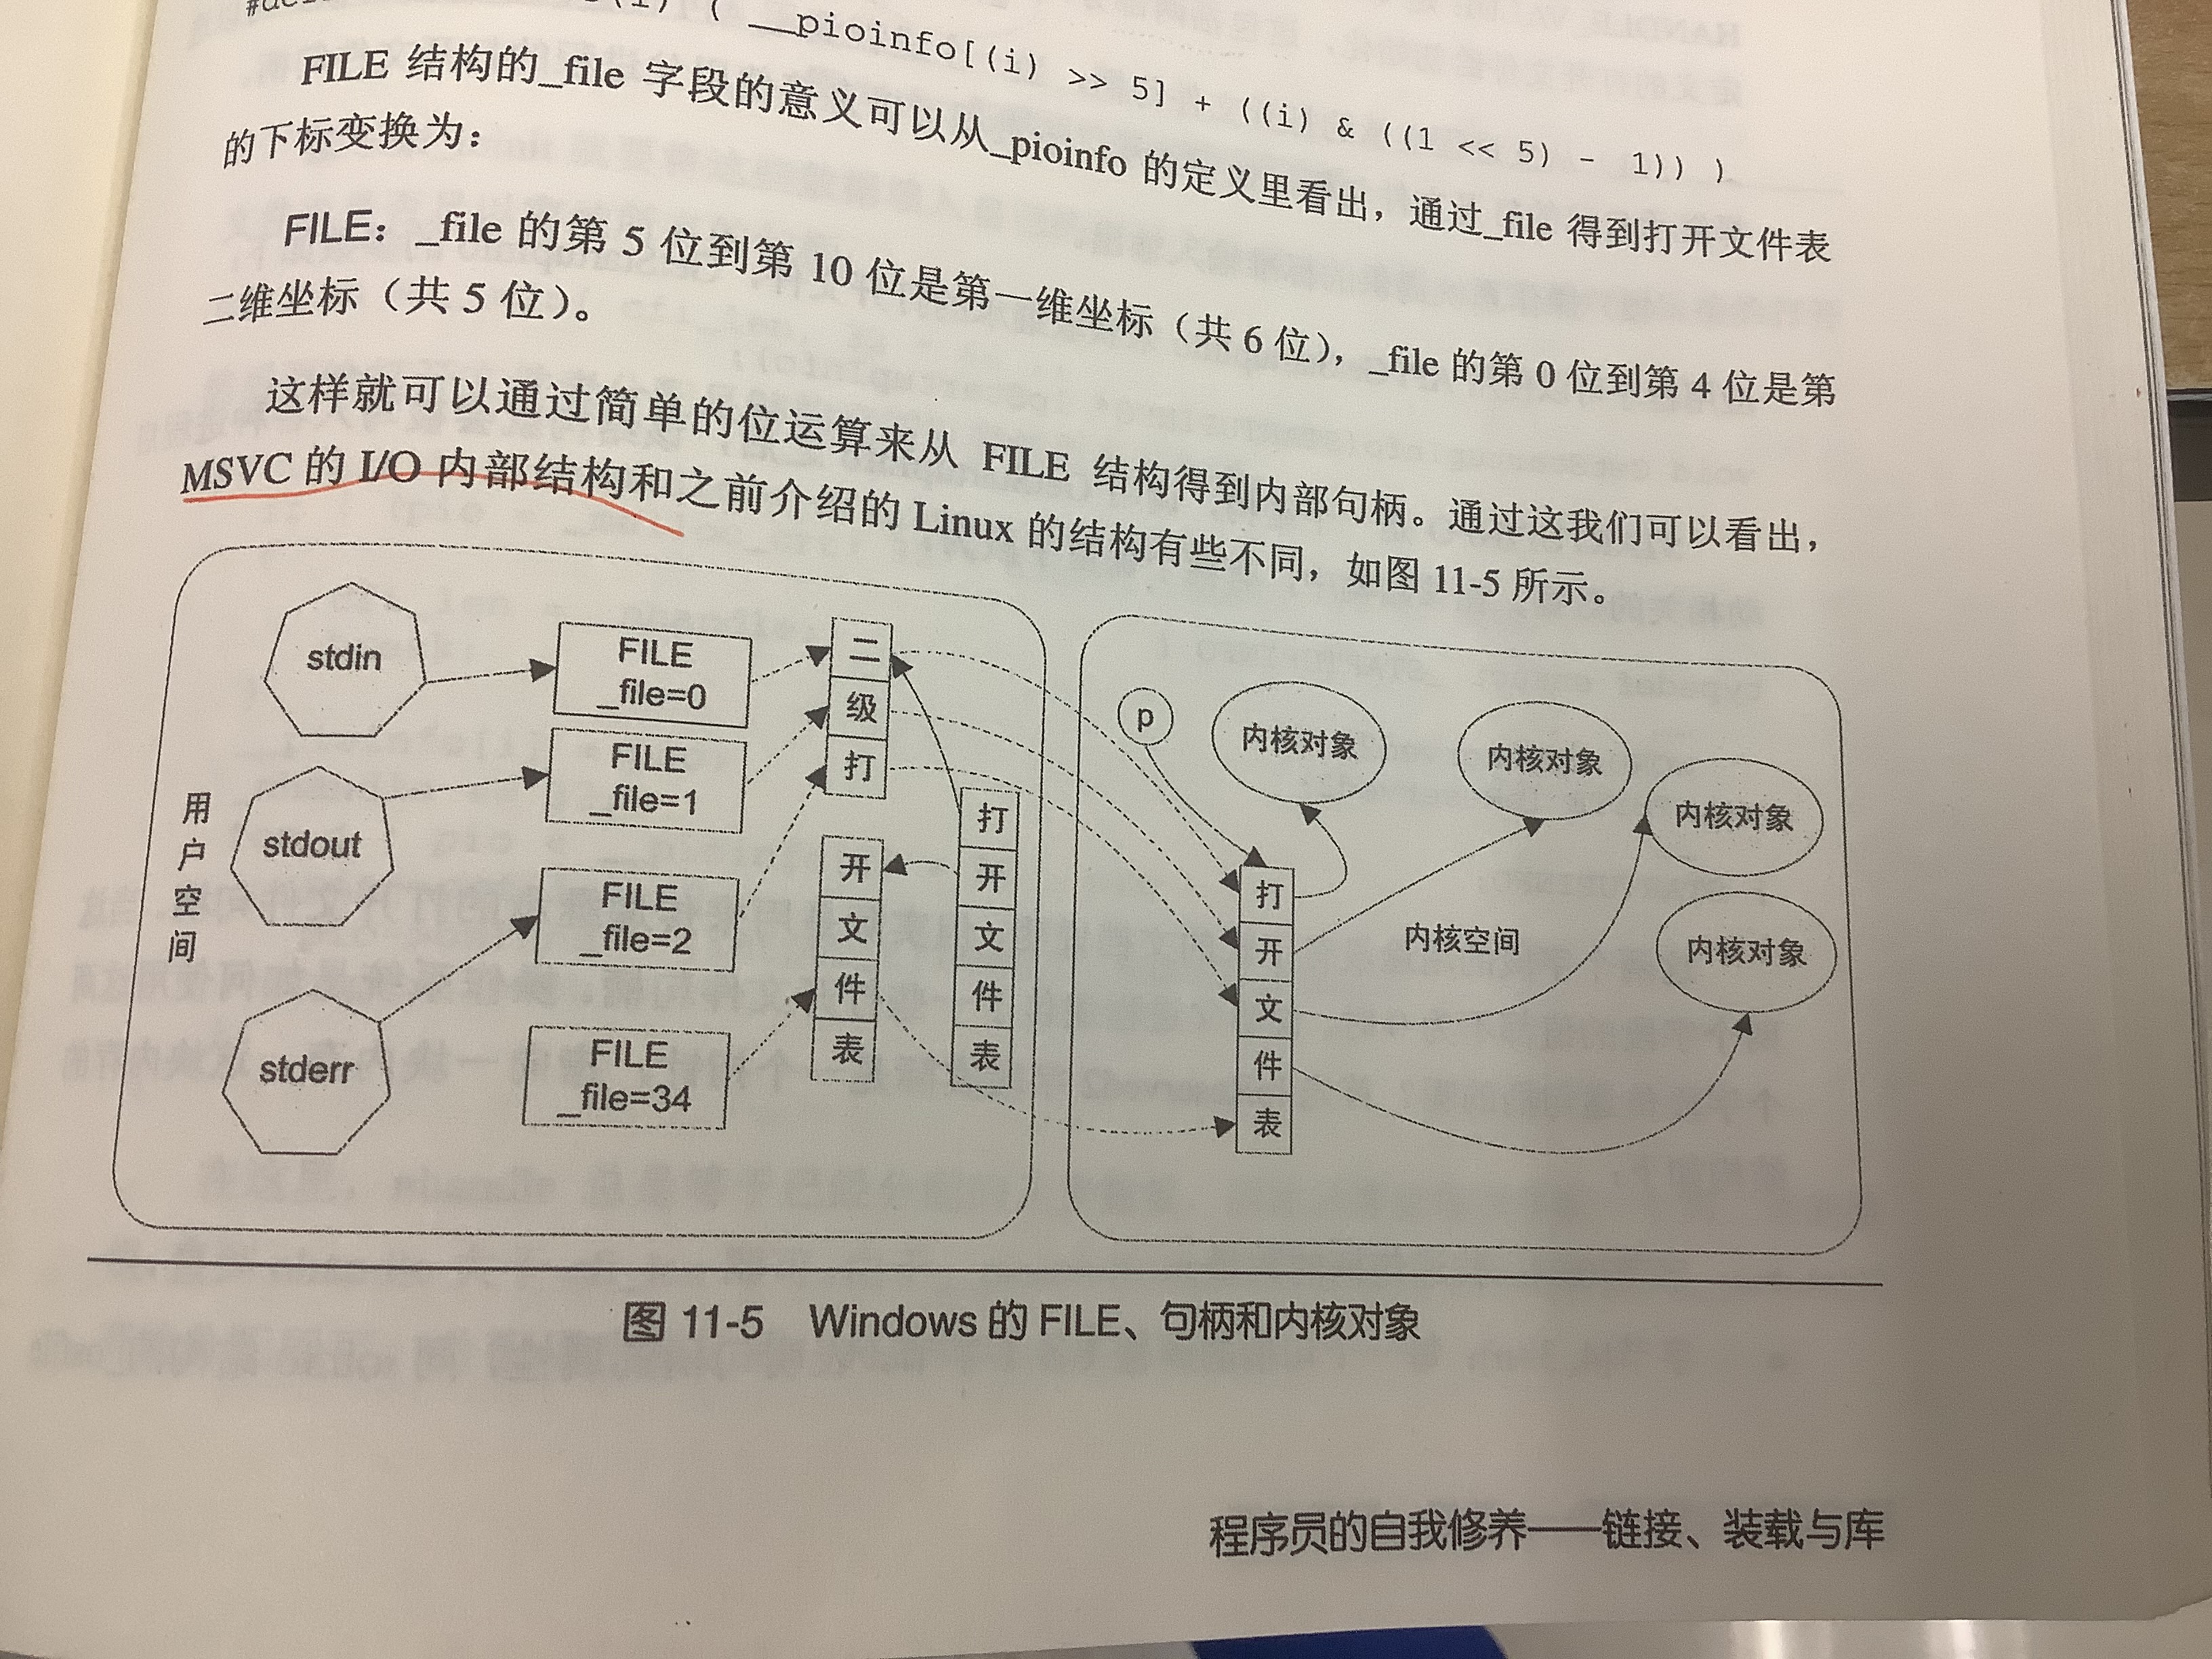 (i) ( __pioinfo[(i) >> 5] + ((i) & ((1 << 5) - 1)) )
FILE 结构的_file 字段的意义可以从_pioinfo 的定义里看出，通过_file 得到打开文件表
的下标变换为：
FILE：_file 的第 5 位到第 10 位是第一维坐标（共 6 位），_file 的第 0 位到第 4 位是第
二维坐标（共 5 位）。
这样就可以通过简单的位运算来从 FILE 结构得到内部句柄。通过这我们可以看出，
MSVC 的 I/O 内部结构和之前介绍的 Linux 的结构有些不同，如图 11-5 所示。
用户空间
stdin
stdout
stderr
FILE
_file=0
FILE
_file=1
FILE
_file=2
FILE
_file=34
二级打
开文件表
打开文件表
p
内核对象
内核对象
内核对象
内核对象
内核空间
打开文件表
图 11-5 Windows 的 FILE、句柄和内核对象
程序员的自我修养——链接、装载与库